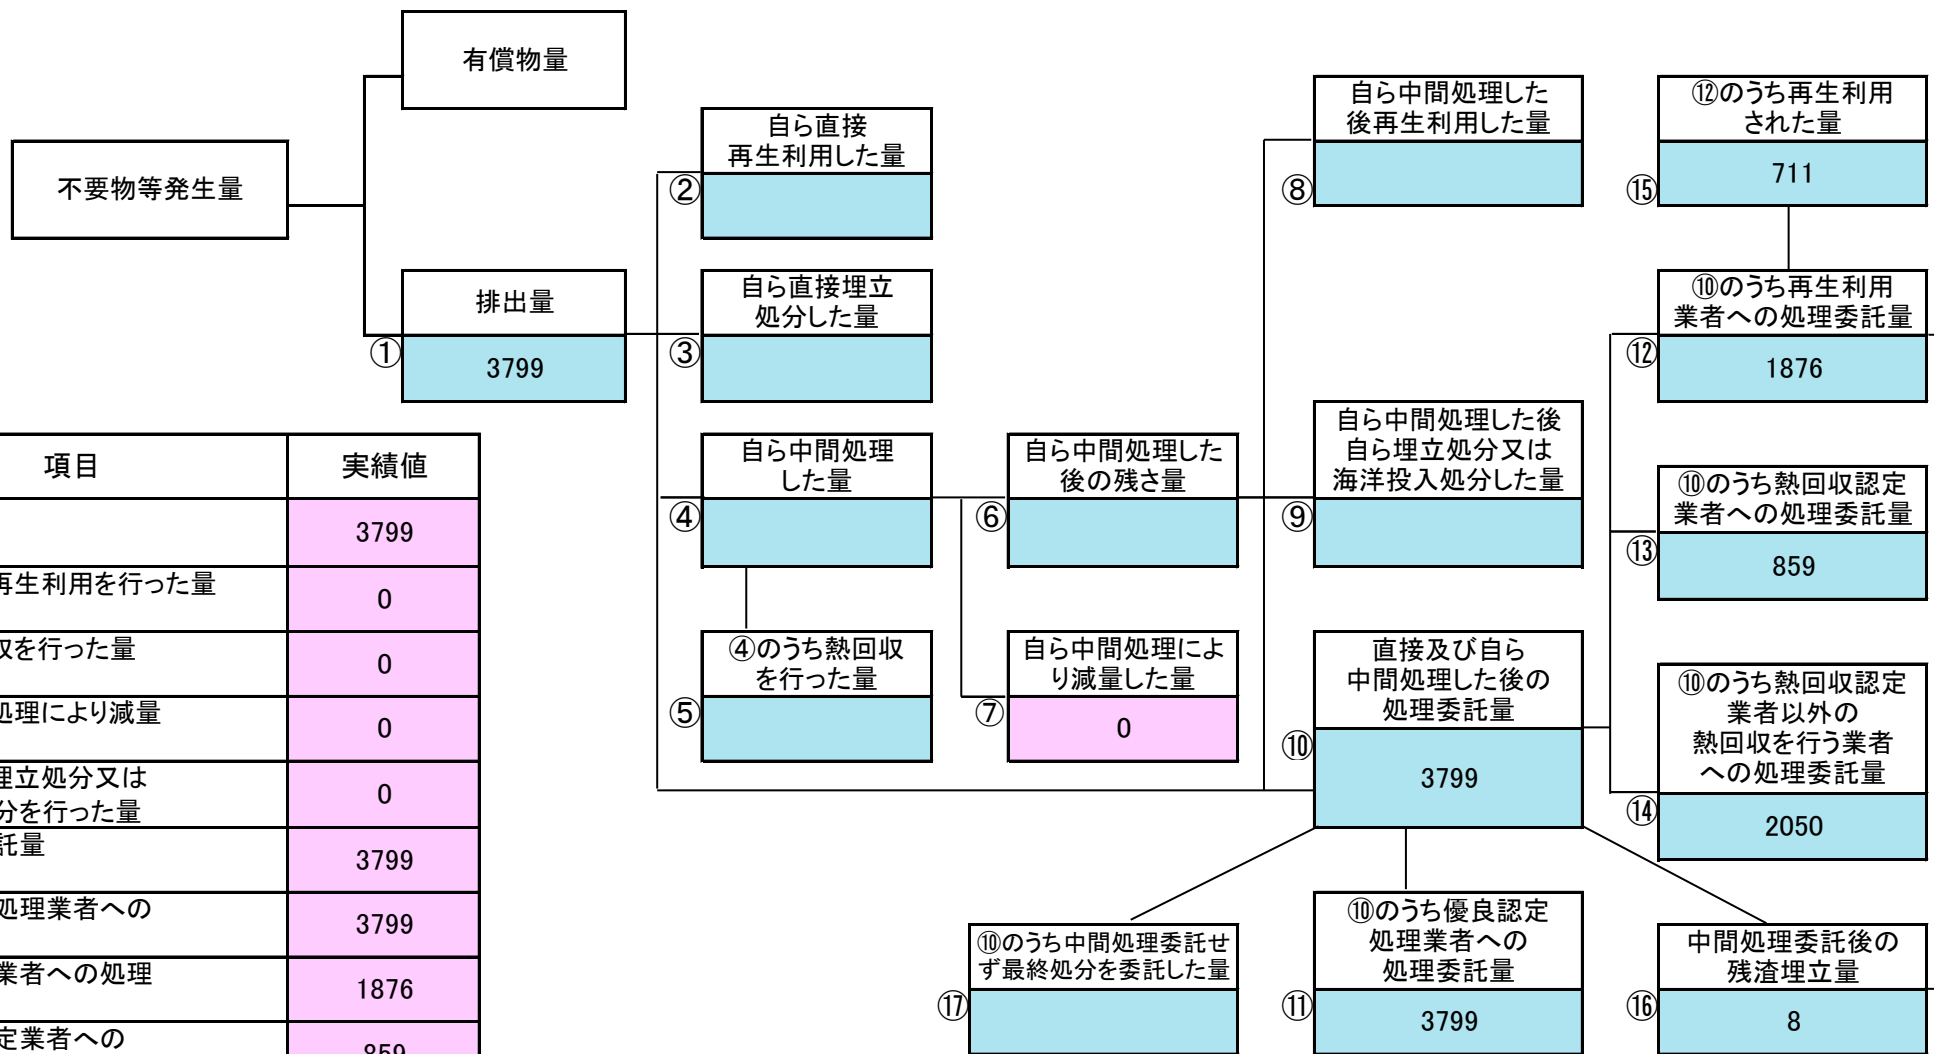 有償物量
不要物等発生量
排出量
①
3799
自ら直接
再生利用した量
②
自ら直接埋立
処分した量
③
自ら中間処理
した量
④
④のうち熱回収
を行った量
⑤
自ら中間処理した
後の残さ量
⑥
自ら中間処理によ
り減量した量
⑦
0
自ら中間処理した
後再生利用した量
⑧
自ら中間処理した後
自ら埋立処分又は
海洋投入処分した量
⑨
直接及び自ら
中間処理した後の
処理委託量
⑩
3799
⑫のうち再生利用
された量
⑮
711
⑩のうち再生利用
業者への処理委託量
⑫
1876
⑩のうち熱回収認定
業者への処理委託量
⑬
859
⑩のうち熱回収認定
業者以外の
熱回収を行う業者
への処理委託量
⑭
2050
⑩のうち中間処理委託せ
ず最終処分を委託した量
⑰
⑩のうち優良認定
処理業者への
処理委託量
⑪
3799
中間処理委託後の
残渣埋立量
⑯
8
項目
実績値
3799
再生利用を行った量
0
収を行った量
0
処理により減量
0
埋立処分又は
分を行った量
0
託量
3799
処理業者への
3799
業者への処理
1876
定業者への
859